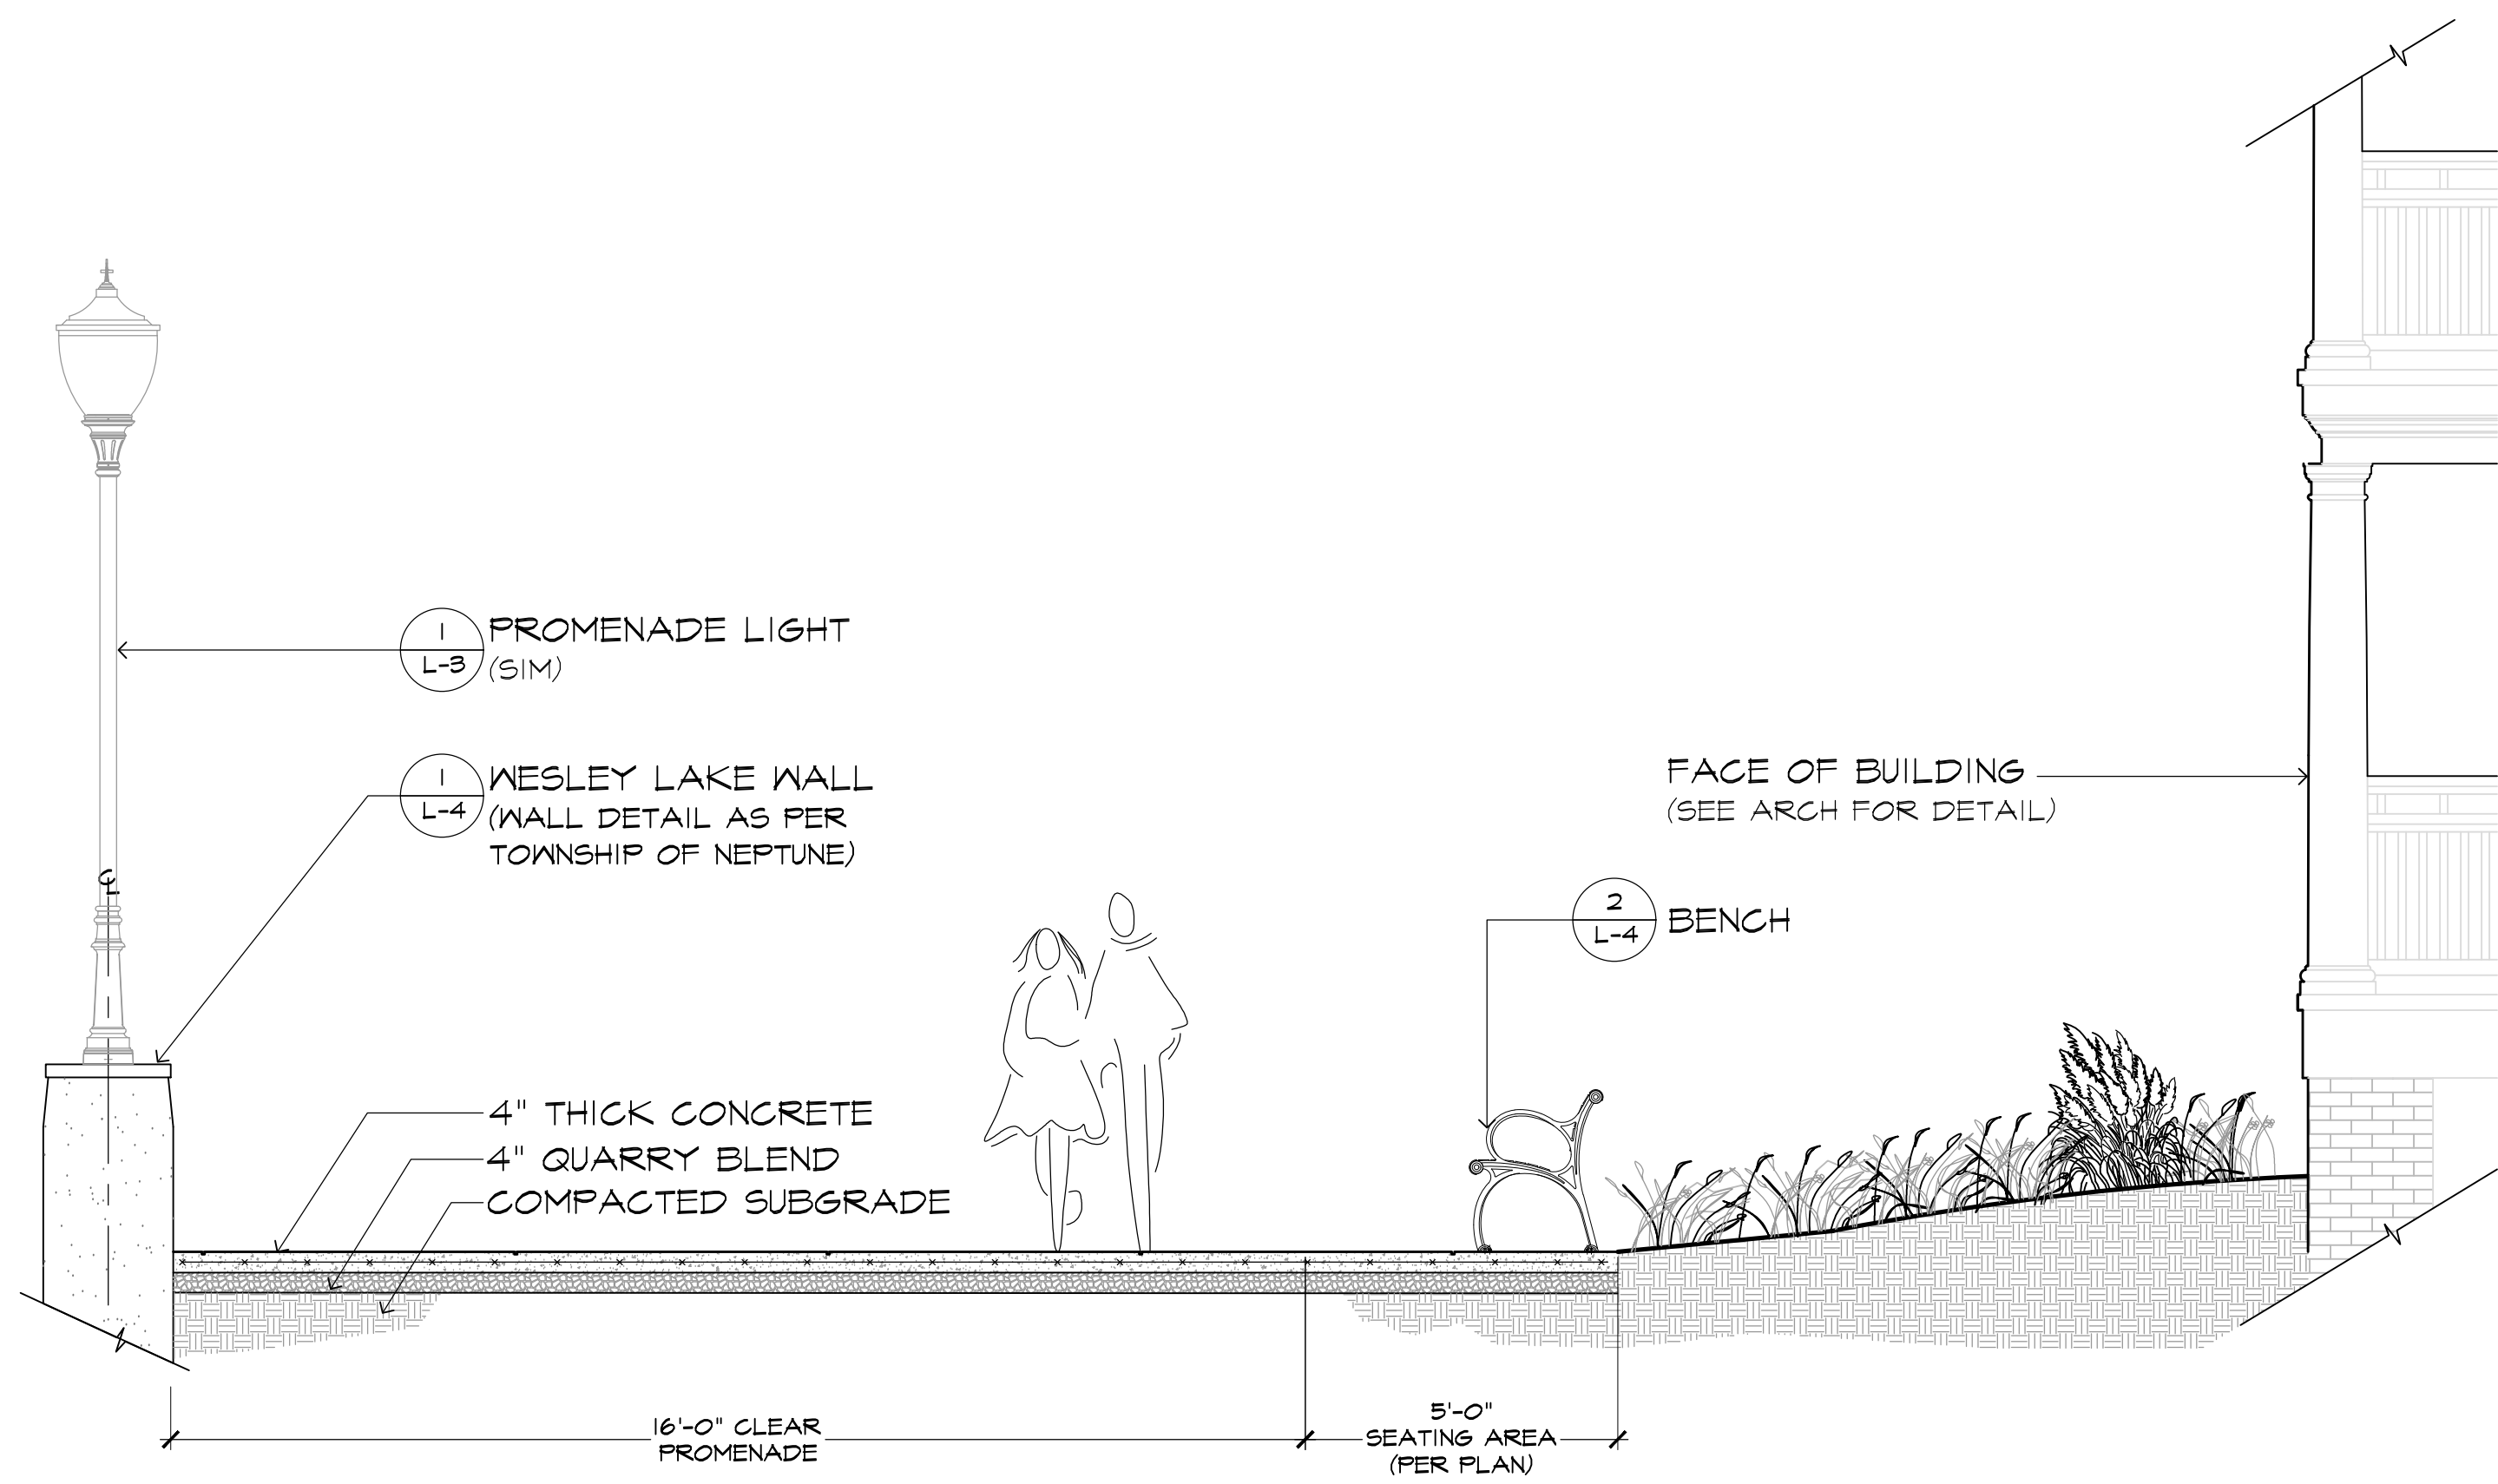 1
L-3
PROMENADE LIGHT
(SIM)
1
L-4
WESLEY LAKE WALL
(WALL DETAIL AS PER
TOWNSHIP OF NEPTUNE)
FACE OF BUILDING
(SEE ARCH FOR DETAIL)
CL
2
L-4
BENCH
4" THICK CONCRETE
4" QUARRY BLEND
COMPACTED SUBGRADE
16'-0" CLEAR
PROMENADE
5'-0"
SEATING AREA
(PER PLAN)